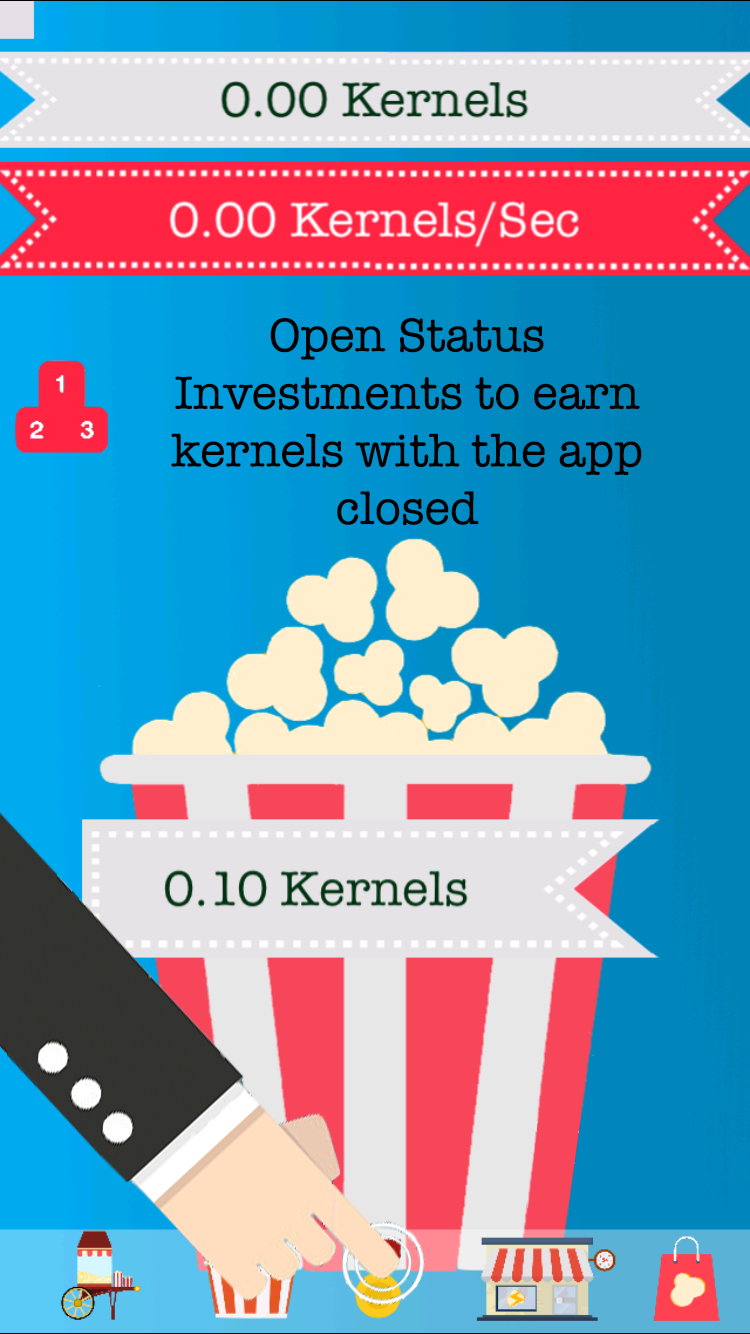 0.00 Kernels
0.00 Kernels/Sec
Open Status
Investments to earn
kernels with the app
closed
1
2 3
0.10 Kernels